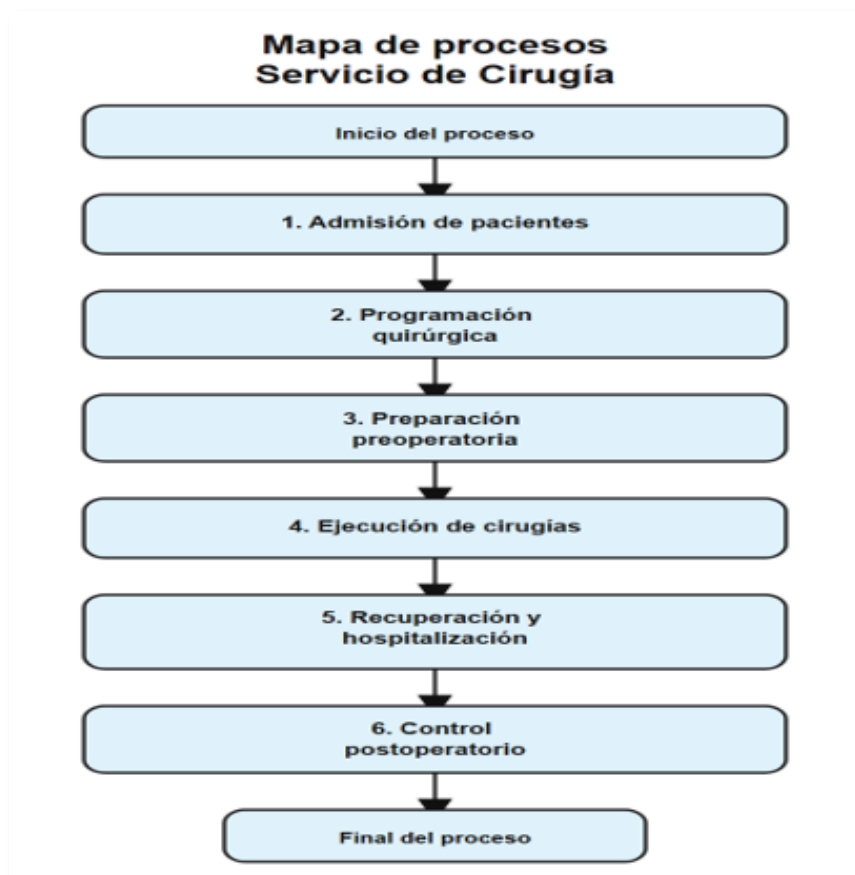 Mapa de procesos
Servicio de Cirugía
Inicio del proceso
1. Admisión de pacientes
2. Programación
quirúrgica
3. Preparación
preoperatoria
4. Ejecución de cirugías
5. Recuperación y
hospitalización
6. Control
postoperatorio
Final del proceso